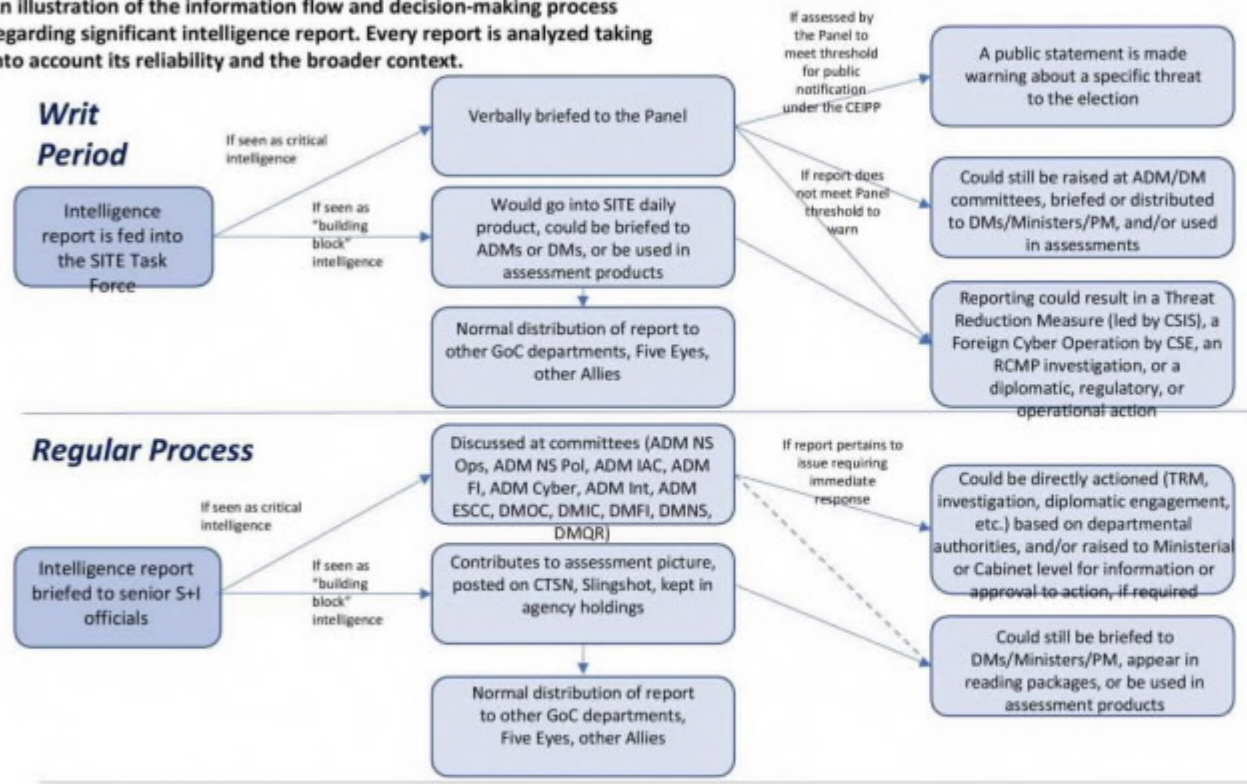 n illustration of the information flow and decision-making process
egarding significant intelligence report. Every report is analyzed taking
nto account its reliability and the broader context.
Writ
Period
Intelligence
report is fed into
the SITE Task
Force
If seen as critical
intelligence
If seen as
"building
block"
intelligence
Verbally briefed to the Panel
Would go into SITE daily
product, could be briefed to
ADMs or DMs, or be used in
assessment products
Normal distribution of report to
other GoC departments, Five Eyes,
other Allies
If assessed by
the Panel to
meet threshold
for public
notification
under the CEIPP
If report does
not meet Panel
threshold to
warn
A public statement is made
warning about a specific threat
to the election
Could still be raised at ADM/DM
committees, briefed or distributed
to DMs/Ministers/PM, and/or used
in assessments
Reporting could result in a Threat
Reduction Measure (led by CSIS), a
Foreign Cyber Operation by CSE, an
RCMP investigation, or a
diplomatic, regulatory, or
operational action
Regular Process
Intelligence report
briefed to senior S+I
officials
If seen as critical
intelligence
If seen as
"building
block"
intelligence
Discussed at committees (ADM NS
Ops, ADM NS Pol, ADM IAC, ADM
FI, ADM Cyber, ADM Int, ADM
ESCC, DMOC, DMIC, DMFI, DMNS,
DMQR)
Contributes to assessment picture,
posted on CTSN, Slingshot, kept in
agency holdings
Normal distribution of report
to other GoC departments,
Five Eyes, other Allies
If report pertains to
issue requiring
immediate
response
Could be directly actioned (TRM,
investigation, diplomatic engagement,
etc.) based on departmental
authorities, and/or raised to Ministerial
or Cabinet level for information or
approval to action, if required
Could still be briefed to
DMs/Ministers/PM, appear in
reading packages, or be used in
assessment products